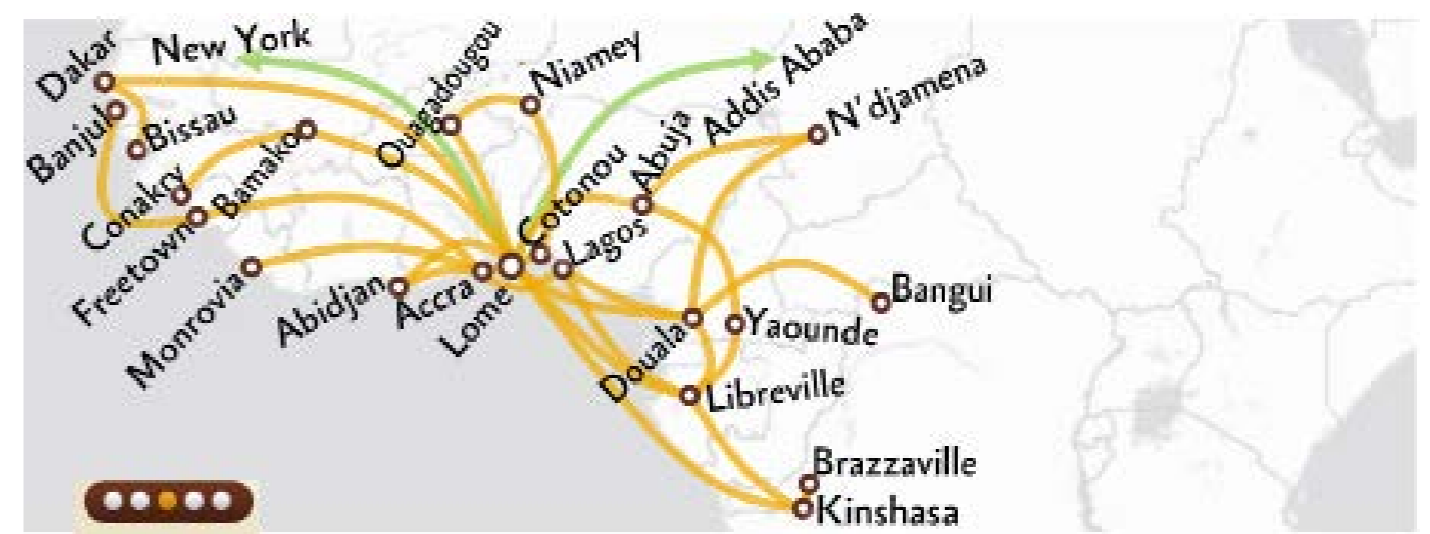 Dakar
New York
Ouagadougou
Niamey
Addis Ababa
N'djamena
Banjul
Bissau
Bamako
Conakry
Freetown
Monrovia
Abidjan
Accra
Lome
Cotonou
Abuja
Lagos
Douala
Yaounde
Bangui
Libreville
Brazzaville
Kinshasa